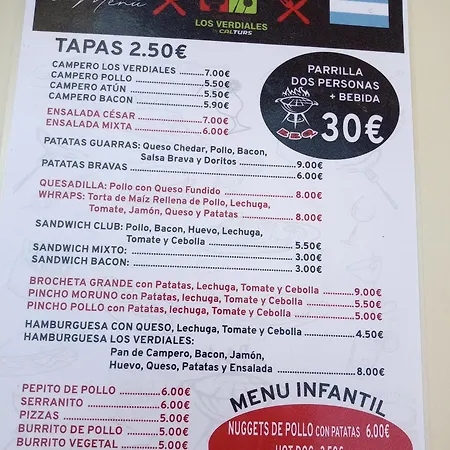 Menú
LOS VERDIALES
by CALTURS
TAPAS 2.50€
CAMPERO LOS VERDIALES 7.00€
CAMPERO POLLO 5.50€
CAMPERO ATÚN 5.50€
CAMPERO BACON 5.90€
ENSALADA CÉSAR 7.00€
ENSALADA MIXTA 6.00€
PARRILLA
DOS PERSONAS
+ BEBIDA
30€
PATATAS GUARRAS: Queso Chedar, Pollo, Bacon,
Salsa Brava y Doritos 9.00€
PATATAS BRAVAS 6.00€
QUESADILLA: Pollo con Queso Fundido 8.00€
WHRAPS: Torta de Maíz Rellena de Pollo, Lechuga,
Tomate, Jamón, Queso y Patatas 8.00€
SANDWICH CLUB: Pollo, Bacon, Huevo, Lechuga,
Tomate y Cebolla 5.50€
SANDWICH MIXTO: 3.00€
SANDWICH BACON: 3.00€
BROCHETA GRANDE con Patatas, Lechuga, Tomate y Cebolla 9.00€
PINCHO MORUNO con Patatas, lechuga, Tomate y Cebolla 5.50€
PINCHO POLLO con Patatas, lechuga, Tomate y Cebolla 5.00€
HAMBURGUESA CON QUESO, Lechuga, Tomate y Cebolla 4.50€
HAMBURGUESA LOS VERDIALES:
Pan de Campero, Bacon, Jamón,
Huevo, Queso, Patatas y Ensalada 8.00€
PEPITO DE POLLO 6.00€
SERRANITO 6.00€
PIZZAS 5.00€
BURRITO DE POLLO 5.00€
BURRITO VEGETAL 5.00€
MENU INFANTIL
NUGGETS DE POLLO CON PATATAS 6.00€
HOT DOG 2.50€